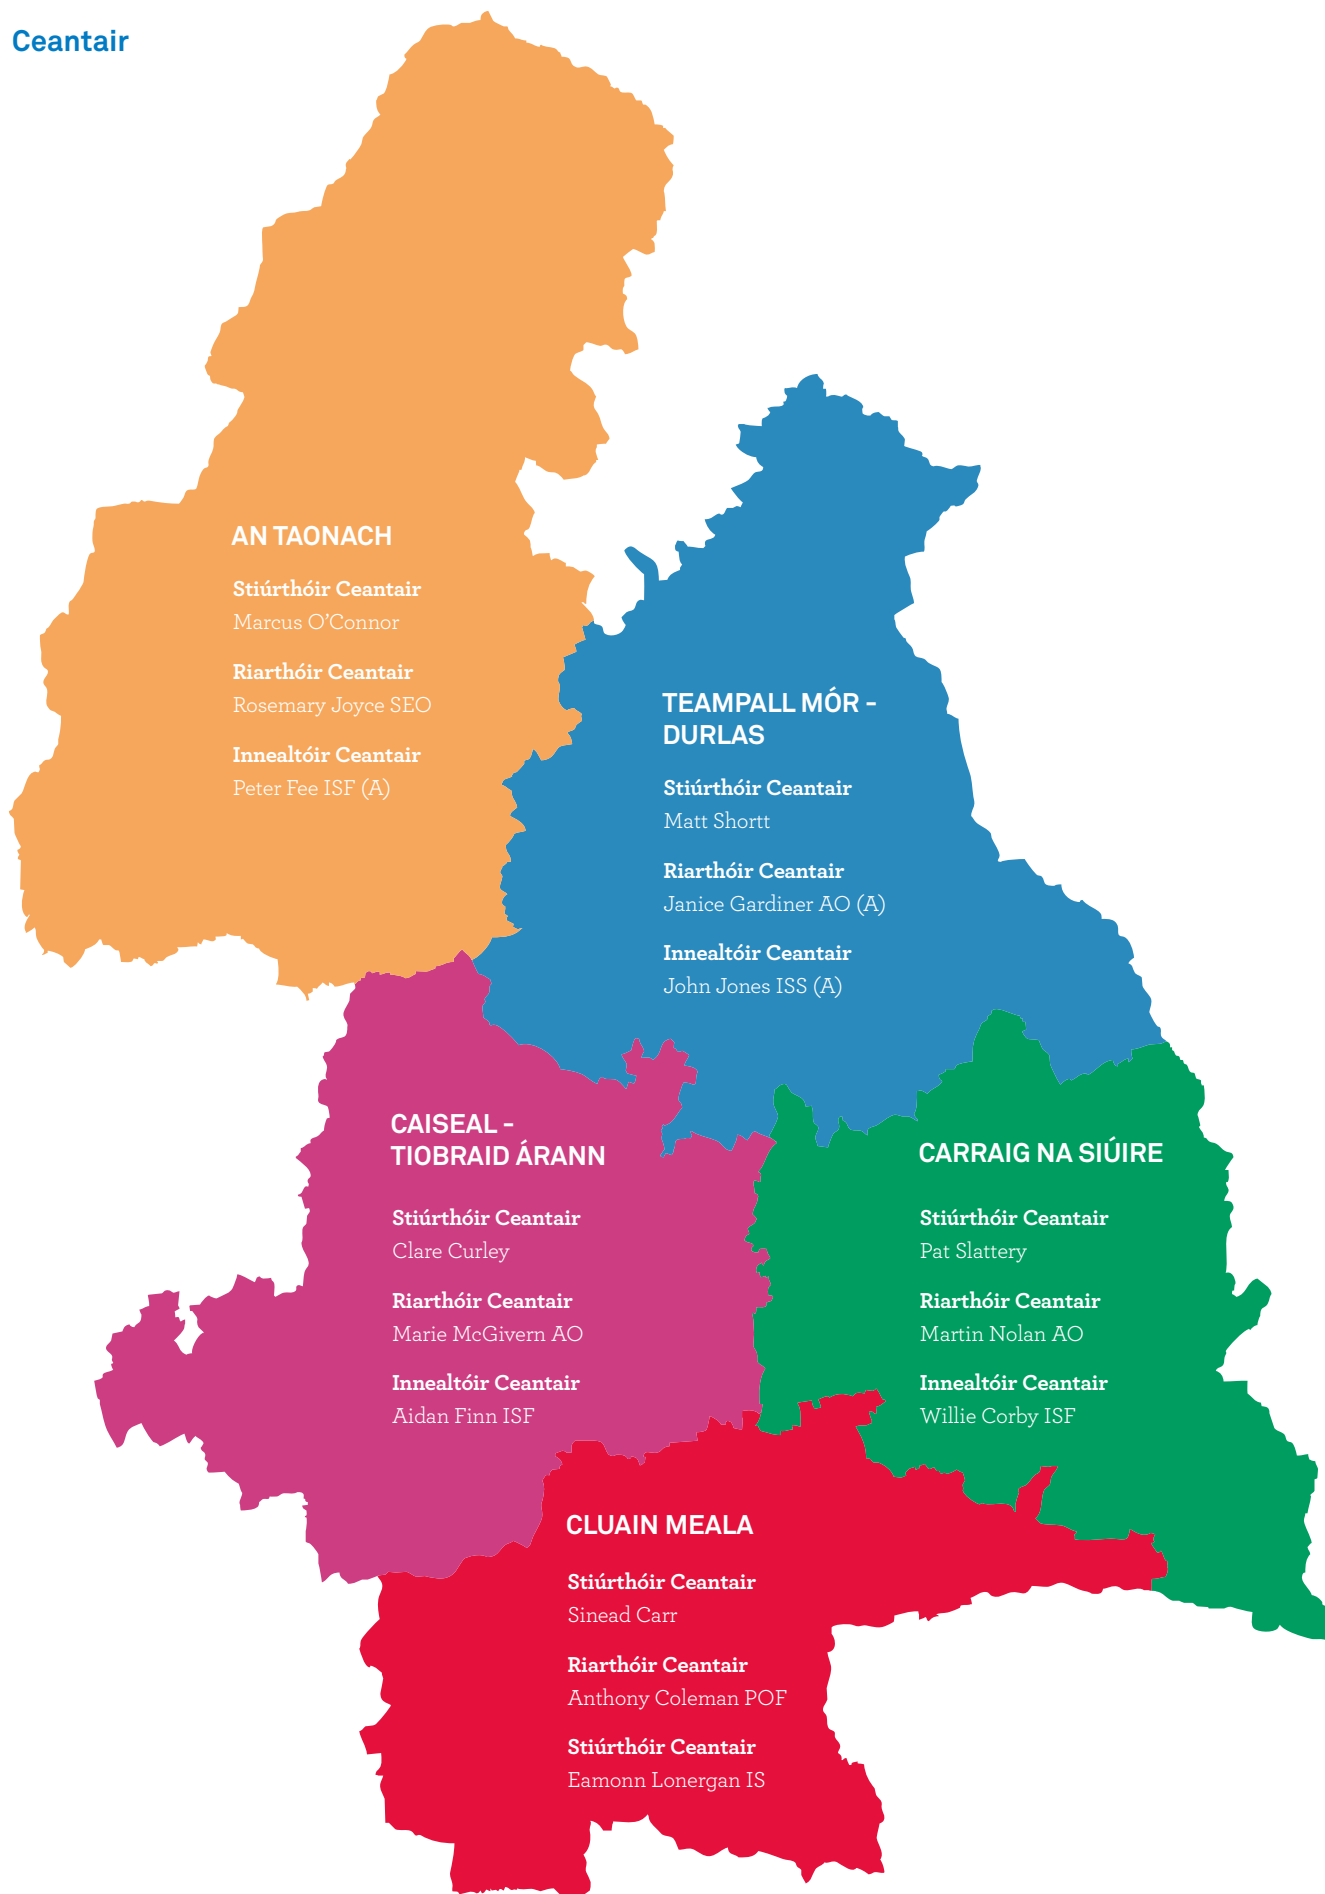 Ceantair
AN TAONACH
Stiúrthóir Ceantair
Marcus O’Connor
Riarthóir Ceantair
Rosemary Joyce SEO
Innealtóir Ceantair
Peter Fee ISF (A)
TEAMPALL MÓR -
DURLAS
Stiúrthóir Ceantair
Matt Shortt
Riarthóir Ceantair
Janice Gardiner AO (A)
Innealtóir Ceantair
John Jones ISS (A)
CAISEAL -
TIOBRAID ÁRANN
Stiúrthóir Ceantair
Clare Curley
Riarthóir Ceantair
Marie McGivern AO
Innealtóir Ceantair
Aidan Finn ISF
CARRAIG NA SIÚIRE
Stiúrthóir Ceantair
Pat Slattery
Riarthóir Ceantair
Martin Nolan AO
Innealtóir Ceantair
Willie Corby ISF
CLUAIN MEALA
Stiúrthóir Ceantair
Sinead Carr
Riarthóir Ceantair
Anthony Coleman POF
Stiúrthóir Ceantair
Eamonn Lonergan IS